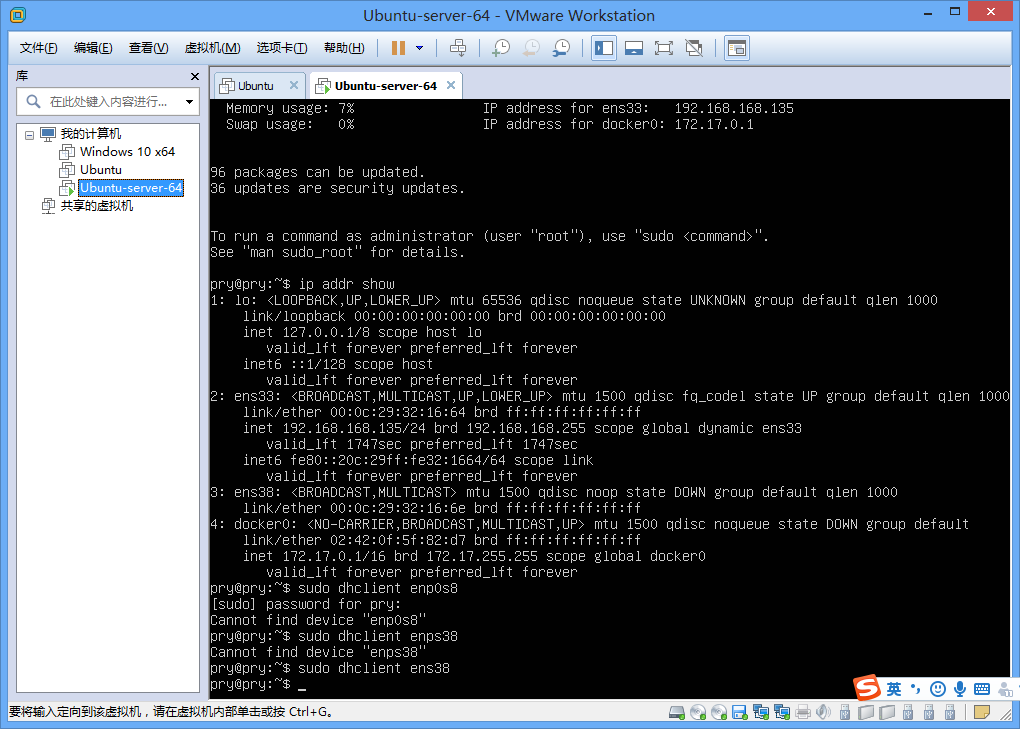 Ubuntu-server-64 - VMware Workstation
文件(F) 编辑(E) 查看(V) 虚拟机(M) 选项卡(T) 帮助(H)
库
在此处键入内容进行...
我的计算机
Windows 10 x64
Ubuntu
Ubuntu-server-64
共享的虚拟机
Ubuntu Ubuntu-server-64
Memory usage: 7% IP address for ens33: 192.168.168.135
Swap usage: 0% IP address for docker0: 172.17.0.1
96 packages can be updated.
36 updates are security updates.
To run a command as administrator (user "root"), use "sudo <command>".
See "man sudo_root" for details.
pry@pry:~$ ip addr show
1: lo: <LOOPBACK,UP,LOWER_UP> mtu 65536 qdisc noqueue state UNKNOWN group default qlen 1000
link/loopback 00:00:00:00:00:00 brd 00:00:00:00:00:00
inet 127.0.0.1/8 scope host lo
valid_lft forever preferred_lft forever
inet6 ::1/128 scope host
valid_lft forever preferred_lft forever
2: ens33: <BROADCAST,MULTICAST,UP,LOWER_UP> mtu 1500 qdisc fq_codel state UP group default qlen 1000
link/ether 00:0c:29:32:16:64 brd ff:ff:ff:ff:ff:ff
inet 192.168.168.135/24 brd 192.168.168.255 scope global dynamic ens33
valid_lft 1747sec preferred_lft 1747sec
inet6 fe80::20c:29ff:fe32:1664/64 scope link
valid_lft forever preferred_lft forever
3: ens38: <BROADCAST,MULTICAST> mtu 1500 qdisc noop state DOWN group default qlen 1000
link/ether 00:0c:29:32:16:6e brd ff:ff:ff:ff:ff:ff
4: docker0: <NO-CARRIER,BROADCAST,MULTICAST,UP> mtu 1500 qdisc noqueue state DOWN group default
link/ether 02:42:0f:5f:82:d7 brd ff:ff:ff:ff:ff:ff
inet 172.17.0.1/16 brd 172.17.255.255 scope global docker0
valid_lft forever preferred_lft forever
pry@pry:~$ sudo dhclient enp0s8
[sudo] password for pry:
Cannot find device "enp0s8"
pry@pry:~$ sudo dhclient enps38
Cannot find device "enps38"
pry@pry:~$ sudo dhclient ens38
pry@pry:~$ _
S 英
要将输入定向到该虚拟机，请在虚拟机内部单击或按 Ctrl+G。